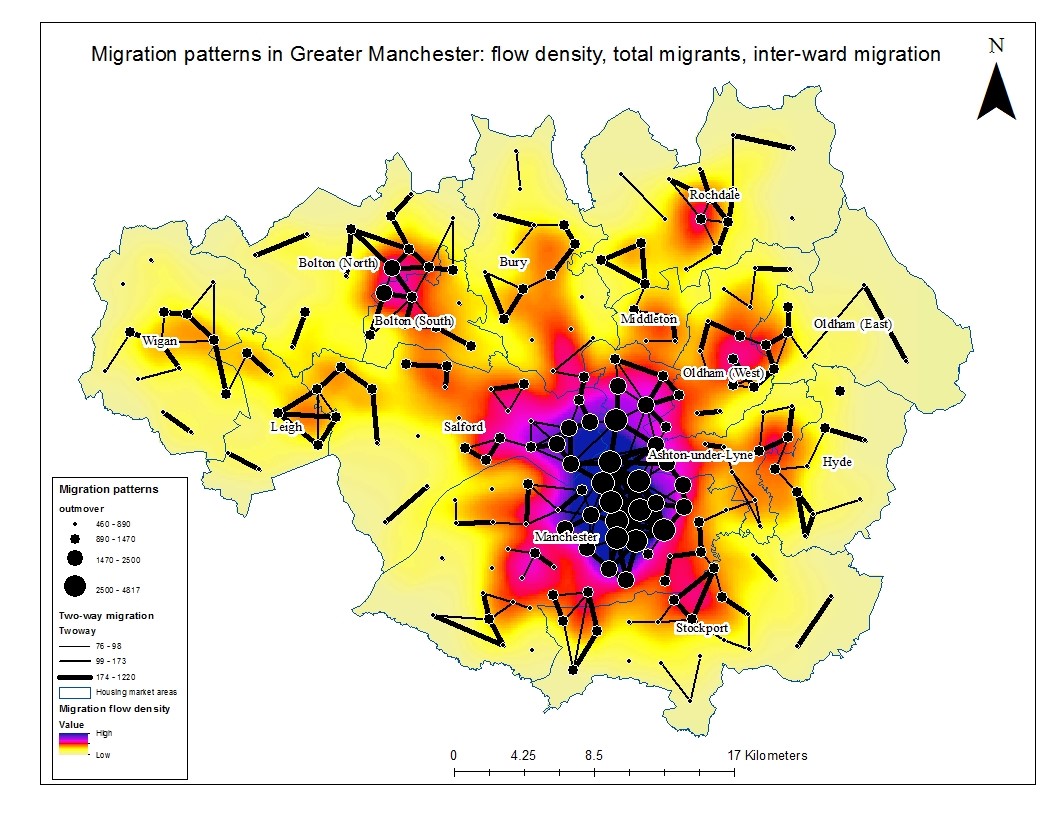 Migration patterns in Greater Manchester: flow density, total migrants, inter-ward migration
N
Rochdale
Bolton (North)
Bury
Bolton (South)
Middleton
Oldham (East)
Wigan
Oldham (West)
Leigh
Salford
Ashton-under-Lyne
Hyde
Manchester
Stockport
Migration patterns
outmover
460 - 890
890 - 1470
1470 - 2500
2500 - 4817
Two-way migration
Twoway
76 - 98
99 - 173
174 - 1220
Housing market areas
Migration flow density
Value
High
Low
0 4.25 8.5 17 Kilometers